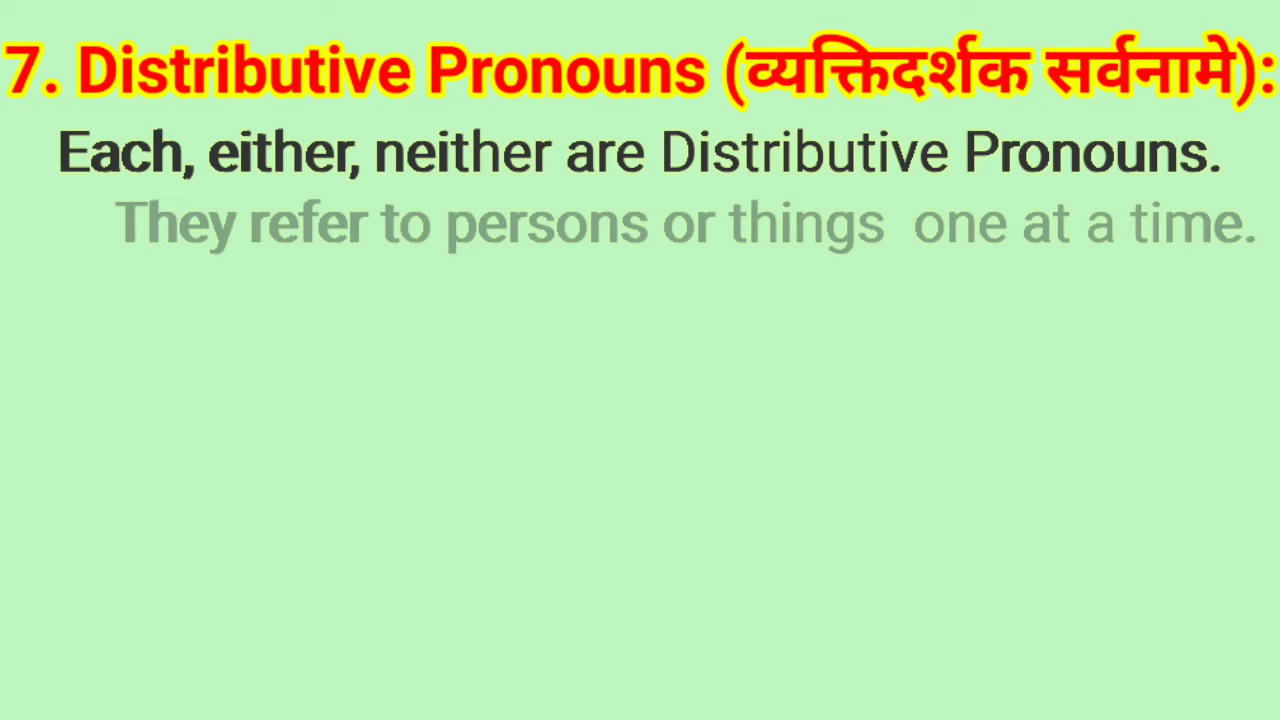 7. Distributive Pronouns (व्यक्तिदर्शक सर्वनामे):
Each, either, neither are Distributive Pronouns.
They refer to persons or things one at a time.